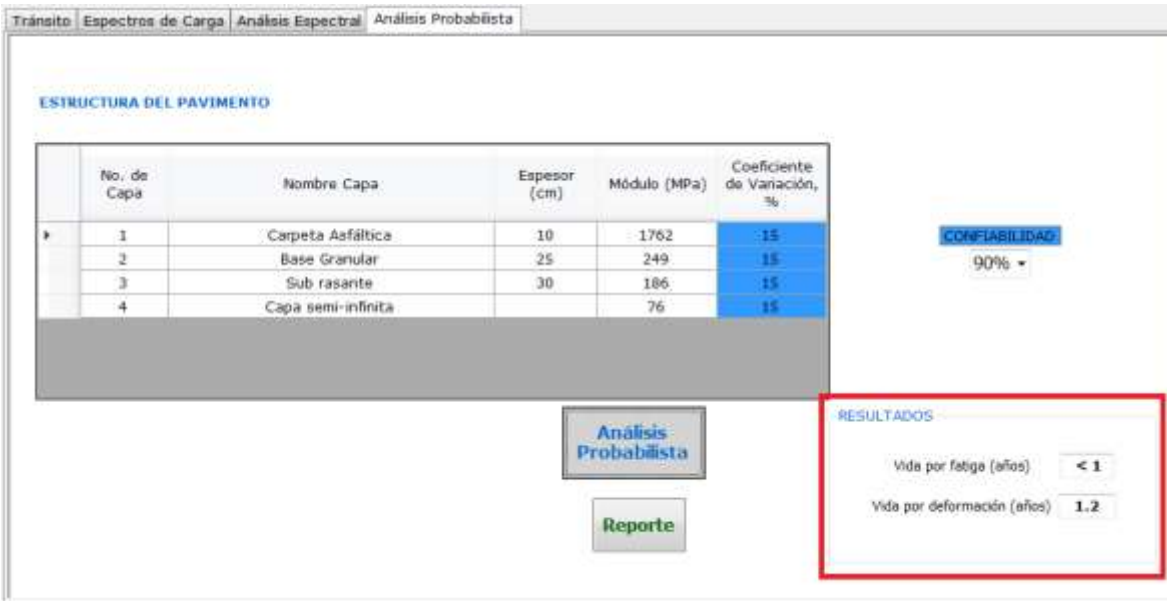 Tránsito Espectros de Carga Análisis Espectral Análisis Probabilista
ESTRUCTURA DEL PAVIMENTO
No. de Capa Nombre Capa Espesor (cm) Módulo (MPa) Coeficiente de Variación, %
1 Carpeta Asfáltica 10 1762 15
2 Base Granular 25 249 15
3 Sub rasante 30 186 15
4 Capa semi-infinita 76 15
CONFIABILIDAD
90%
Análisis
Probabilista
Reporte
RESULTADOS
Vida por fatiga (años) < 1
Vida por deformación (años) 1.2